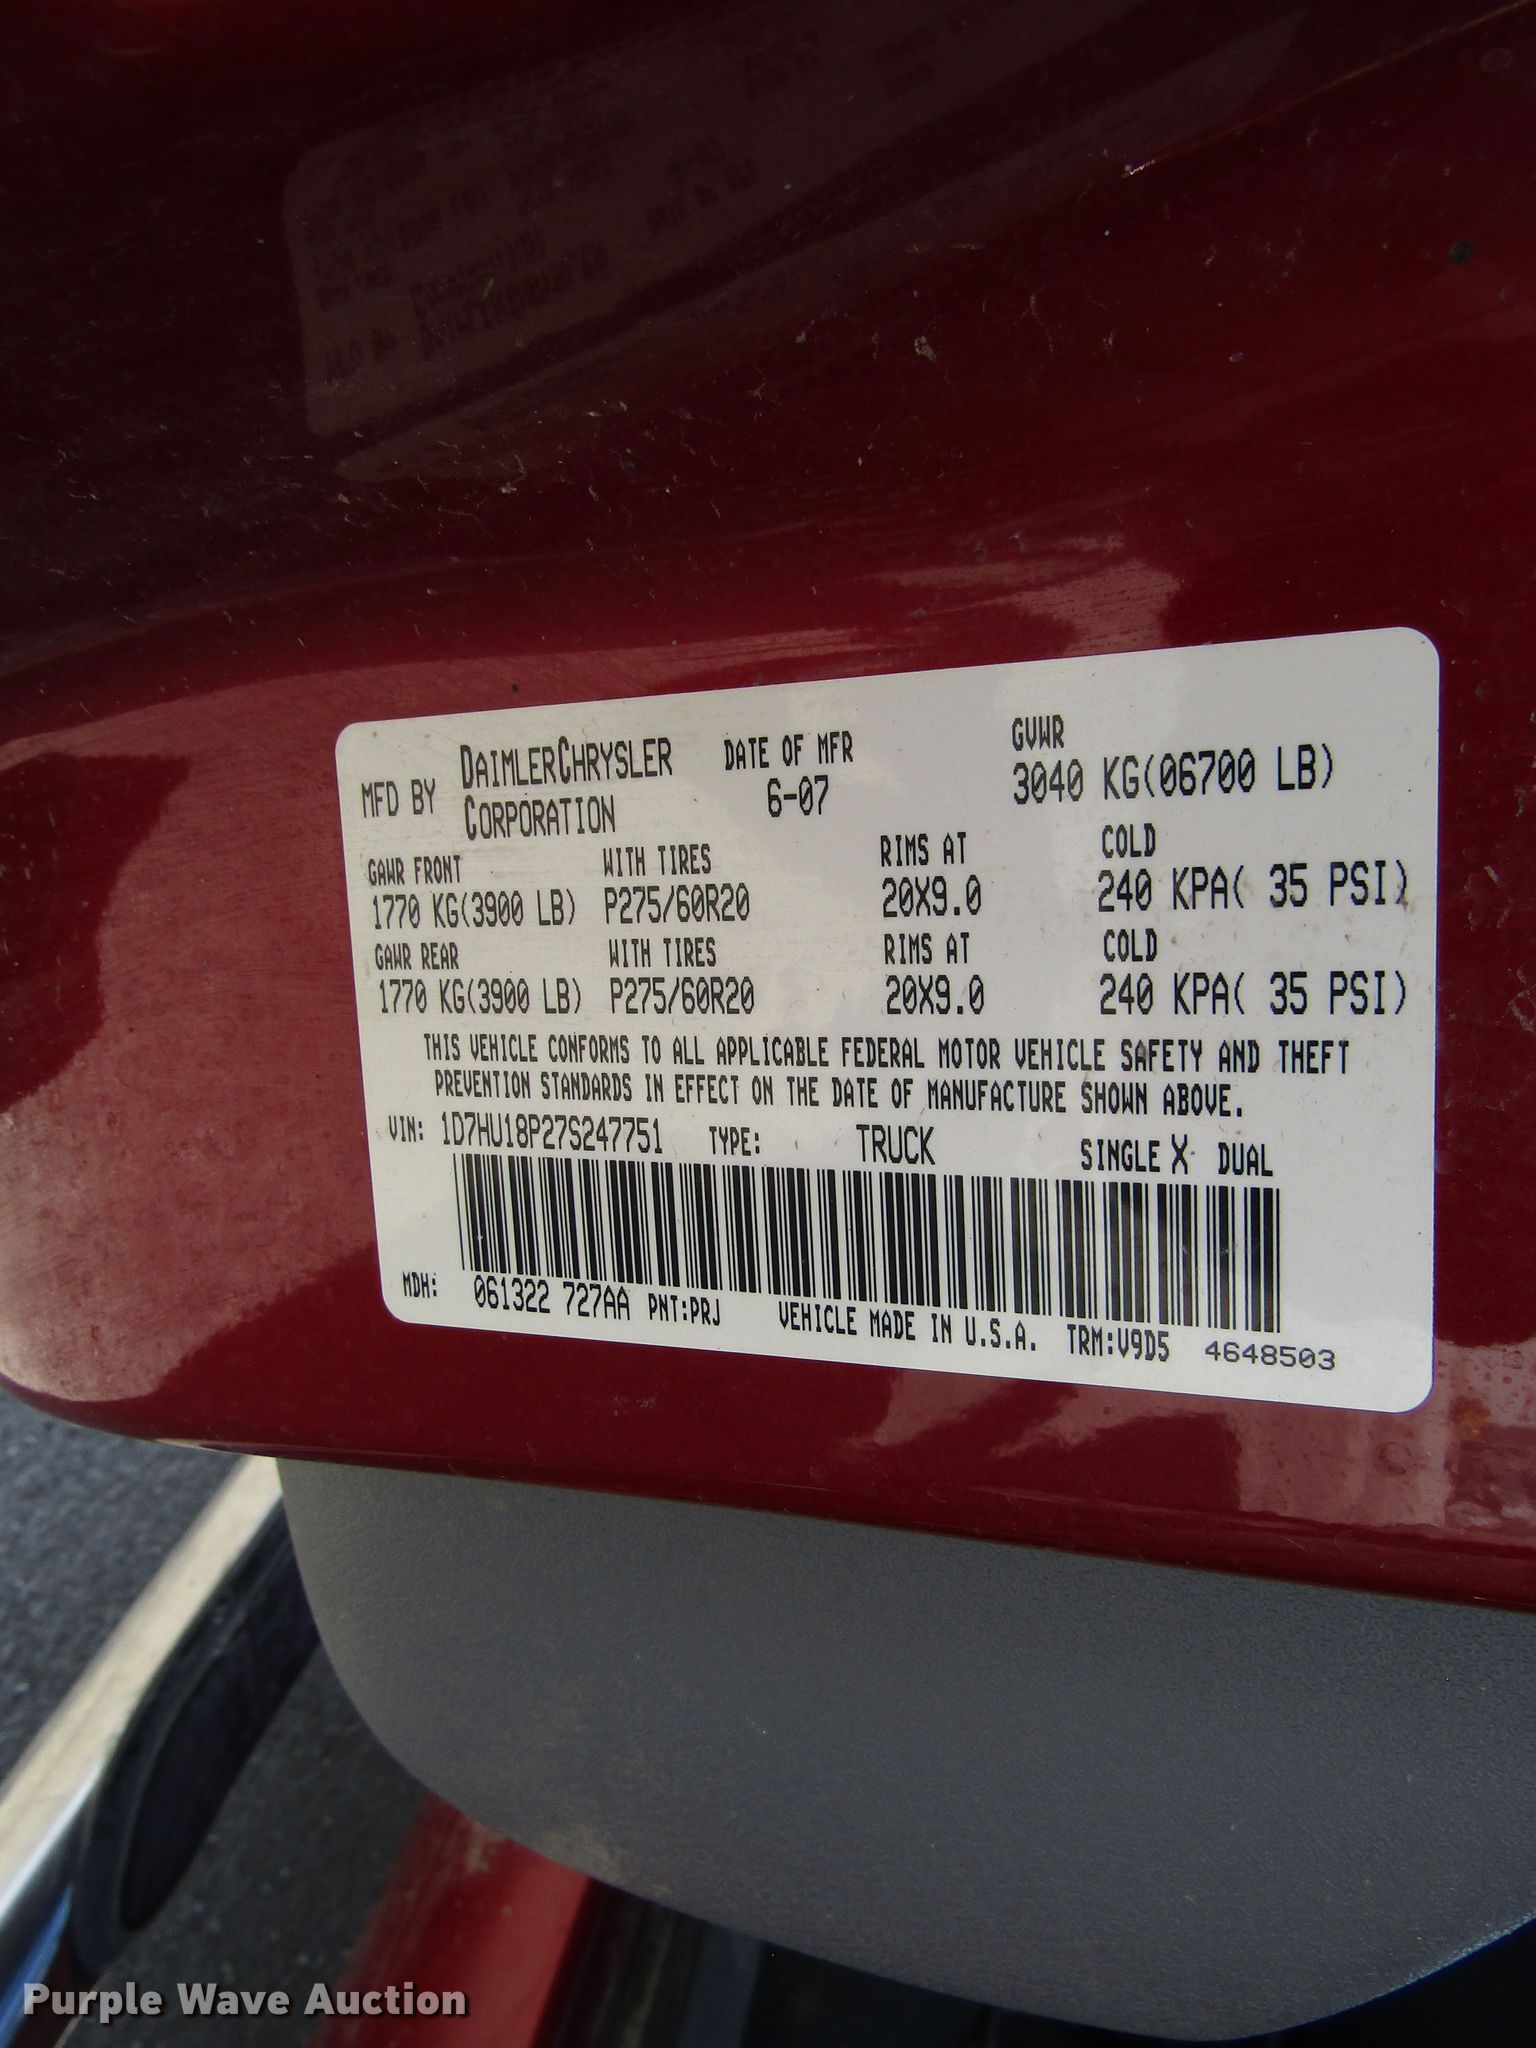 MFD BY DAIMLERCHRYSLER CORPORATION
DATE OF MFR
6-07
GVWR
3040 KG(06700 LB)
GAWR FRONT WITH TIRES RIMS AT COLD
1770 KG(3900 LB) P275/60R20 20X9.0 240 KPA( 35 PSI)
GAWR REAR WITH TIRES RIMS AT COLD
1770 KG(3900 LB) P275/60R20 20X9.0 240 KPA( 35 PSI)
THIS VEHICLE CONFORMS TO ALL APPLICABLE FEDERAL MOTOR VEHICLE SAFETY AND THEFT
PREVENTION STANDARDS IN EFFECT ON THE DATE OF MANUFACTURE SHOWN ABOVE.
VIN: 1D7HU18P27S247751 TYPE: TRUCK SINGLE X DUAL
MDH: 061322 727AA PNT:PRJ VEHICLE MADE IN U.S.A. TRM:V9D5 4648503
Purple Wave Auction